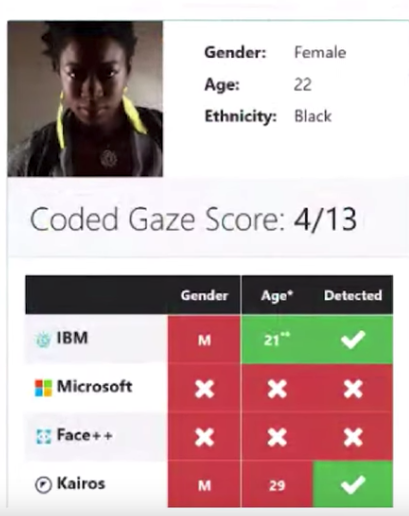 Gender: Female
Age: 22
Ethnicity: Black
Coded Gaze Score: 4/13
Gender Age* Detected
IBM M 21**
Microsoft
Face++
Kairos M 29